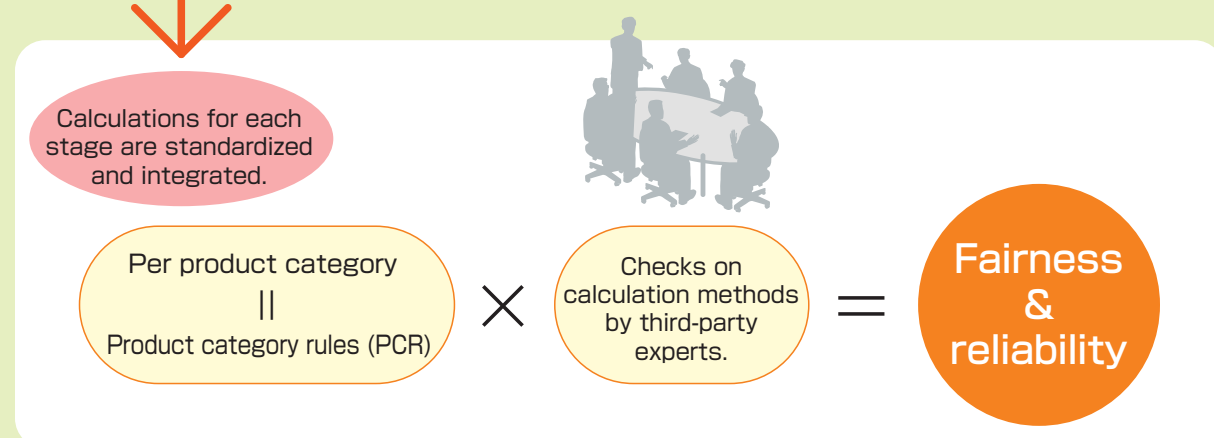 Calculations for each
stage are standardized
and integrated.
Per product category
||
Product category rules (PCR)
×
Checks on
calculation methods
by third-party
experts.
=
Fairness
&
reliability